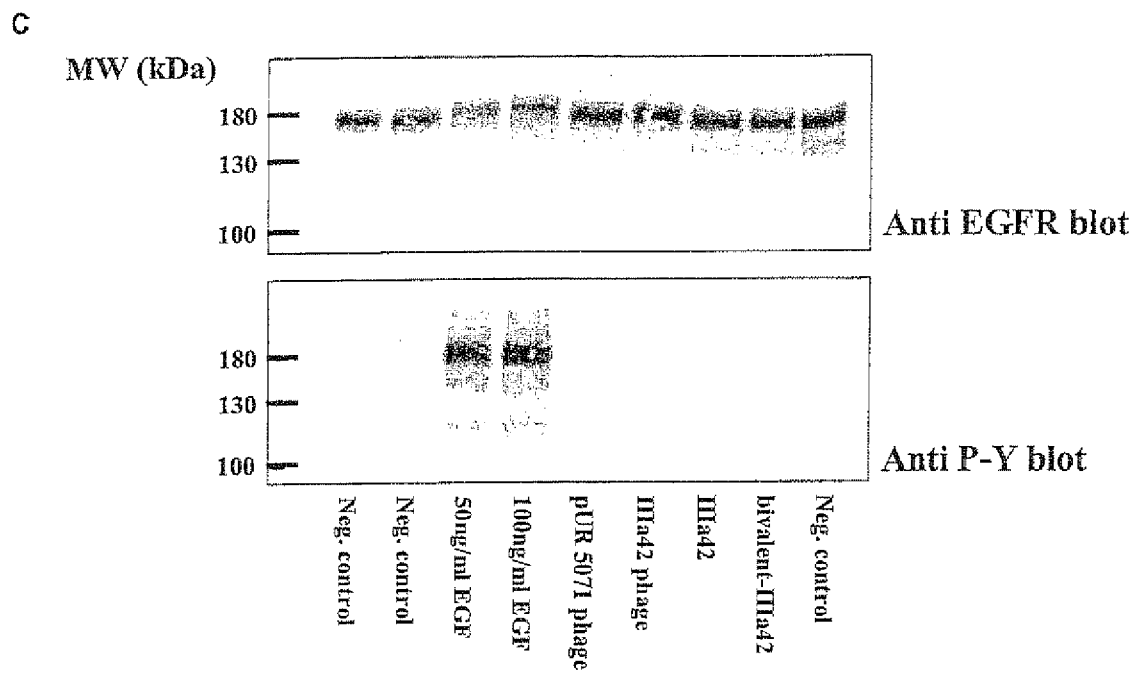 C
MW (kDa)
180
130
100
Anti EGFR blot
180
130
100
Anti P-Y blot
Neg. control
Neg. control
50ng/ml EGF
100ng/ml EGF
pUR 5071 phage
IIIa42 phage
IIIa42
bivalent-IIIa42
Neg. control